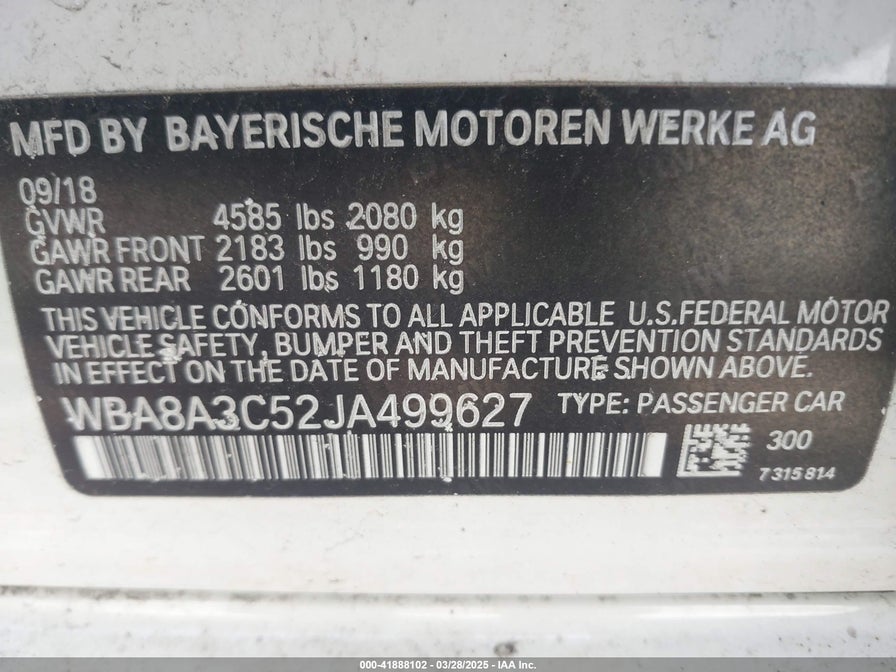 MFD BY BAYERISCHE MOTOREN WERKE AG
09/18
GVWR 4585 lbs 2080 kg
GAWR FRONT 2183 lbs 990 kg
GAWR REAR 2601 lbs 1180 kg
THIS VEHICLE CONFORMS TO ALL APPLICABLE U.S.FEDERAL MOTOR
VEHICLE SAFETY, BUMPER AND THEFT PREVENTION STANDARDS
IN EFFECT ON THE DATE OF MANUFACTURE SHOWN ABOVE.
WBA8A3C52JA499627 TYPE: PASSENGER CAR
300
7315814
000-41888102 - 03/28/2025 - IAA Inc.